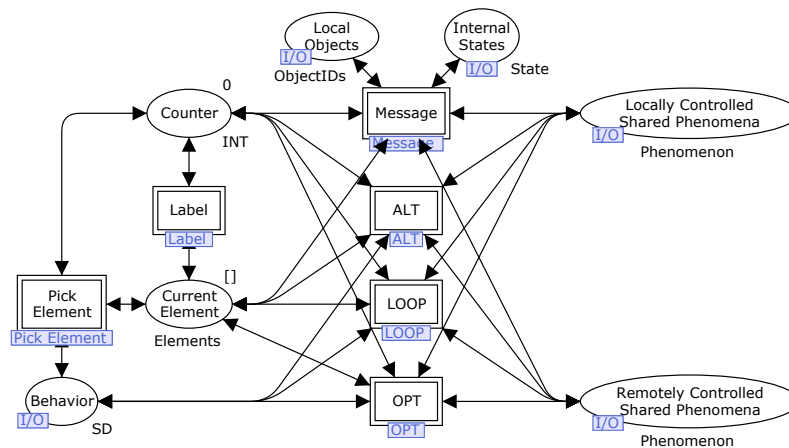 Local
Objects
I/O
ObjectIDs
Internal
States
I/O
State
0
Counter
INT
Message
Message
Locally Controlled
Shared Phenomena
I/O
Phenomenon
Label
Label
ALT
ALT
[]
Pick
Element
Pick Element
Current
Element
Elements
LOOP
LOOP
Behavior
I/O
SD
OPT
OPT
Remotely Controlled
Shared Phenomena
I/O
Phenomenon